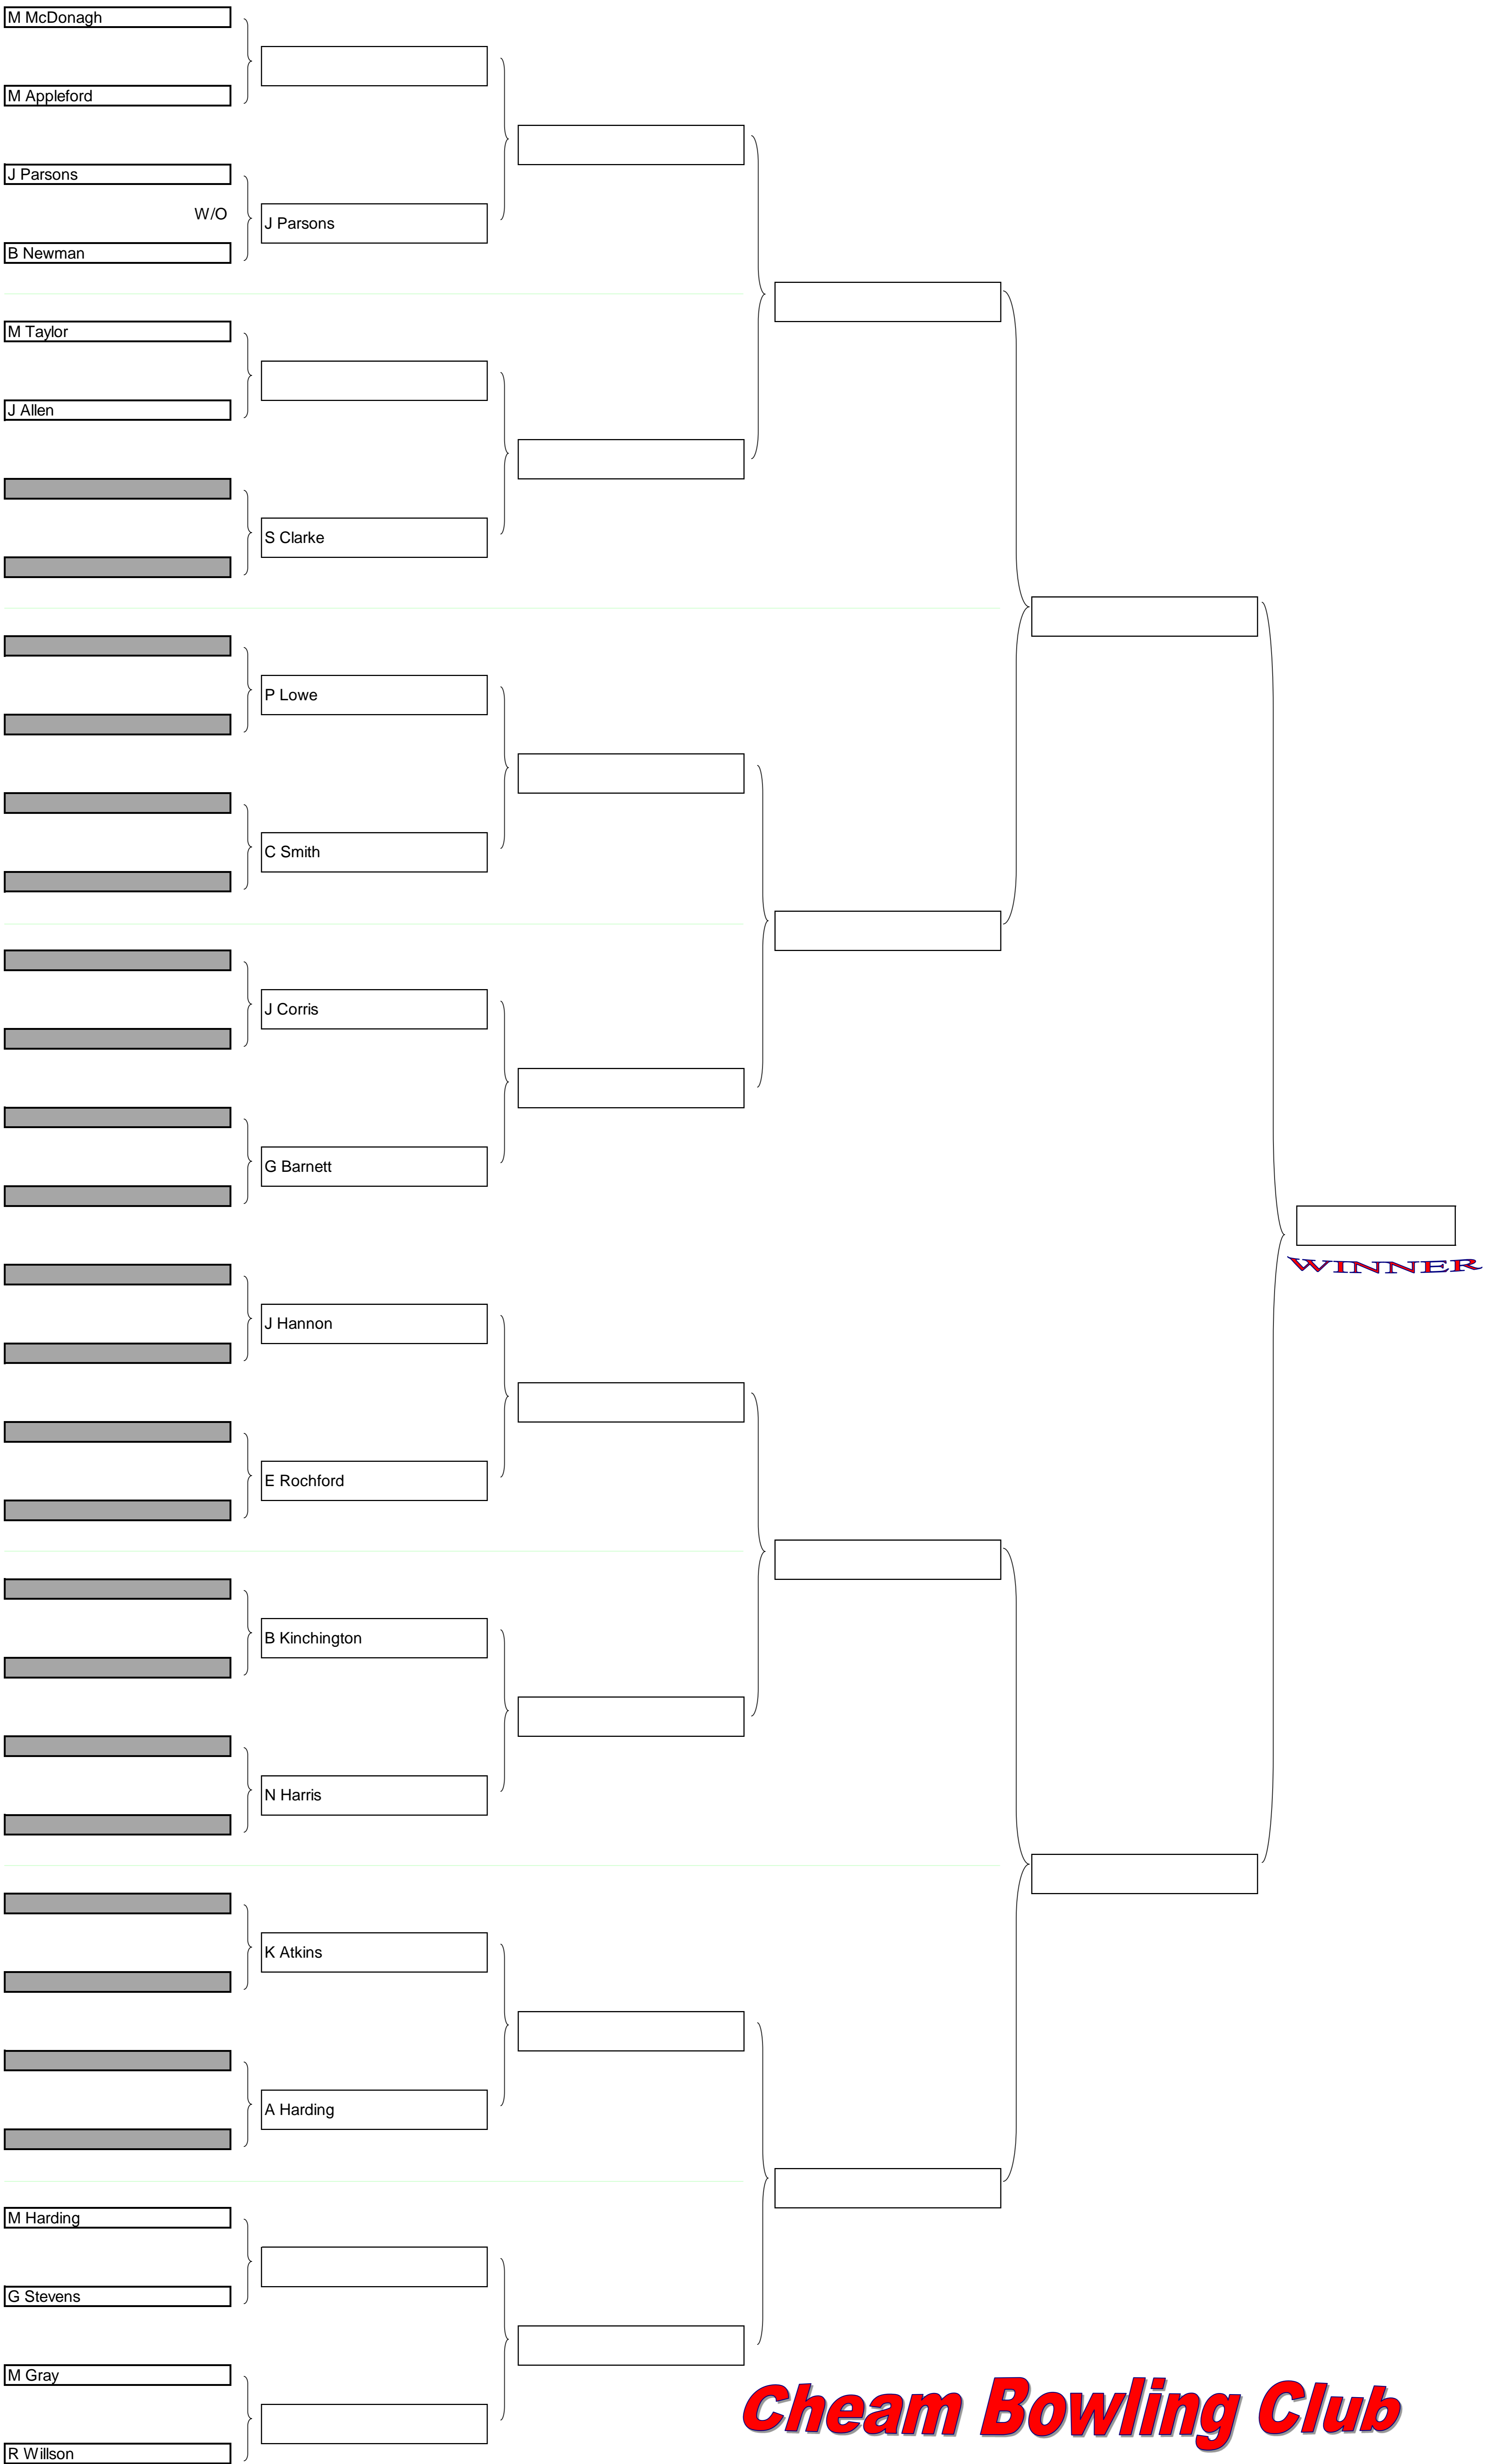 M McDonagh
M Appleford
J Parsons
W/O
J Parsons
B Newman
M Taylor
J Allen
S Clarke
P Lowe
C Smith
J Corris
G Barnett
WINNER
J Hannon
E Rochford
B Kinchington
N Harris
K Atkins
A Harding
M Harding
G Stevens
M Gray
Cheam Bowling Club
R Willson